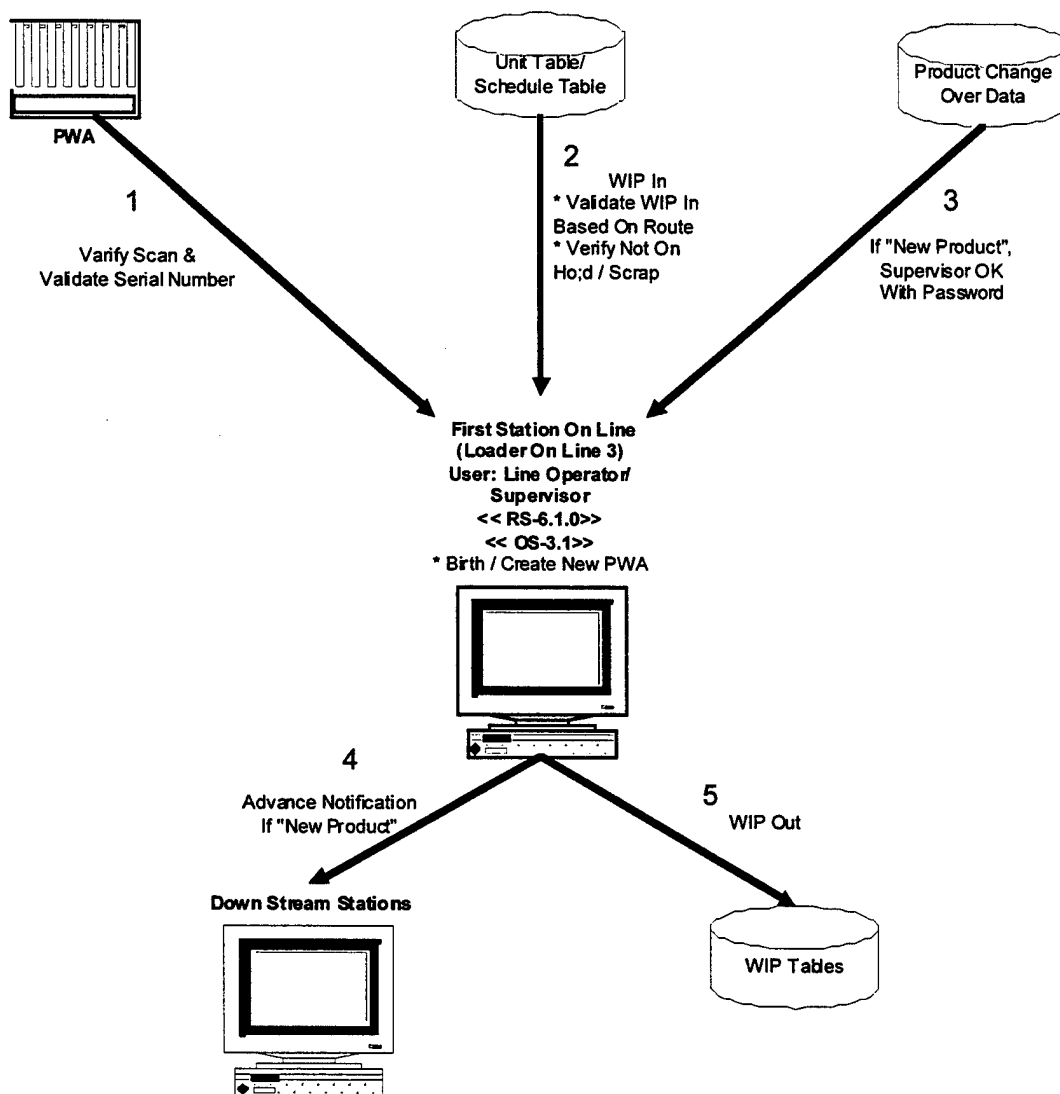 PWA
Unit Table/
Schedule Table
Product Change
Over Data
1
Varify Scan &
Validate Serial Number
2
WIP In
* Validate WIP In
Based On Route
* Verify Not On
Ho;d / Scrap
3
If "New Product",
Supervisor OK
With Password
First Station On Line
(Loader On Line 3)
User: Line Operator/
Supervisor
<< RS-6.1.0>>
<< OS-3.1>>
* Birth / Create New PWA
4
Advance Notification
If "New Product"
5
WIP Out
Down Stream Stations
WIP Tables